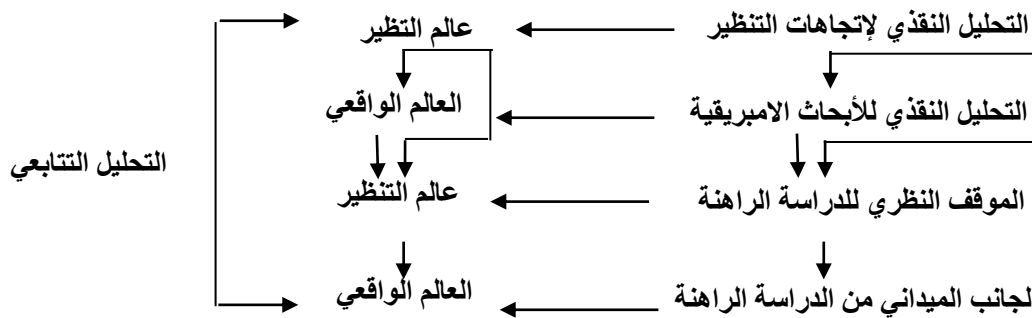 التحليل النقذي لإتجاهات التنظير
عالم التظير
التحليل النقذي للأبحاث الامبريقية
العالم الواقعي
التحليل التتابعي
الموقف النظري للدراسة الراهنة
عالم التنظير
لجانب الميداني من الدراسة الراهنة
العالم الواقعي